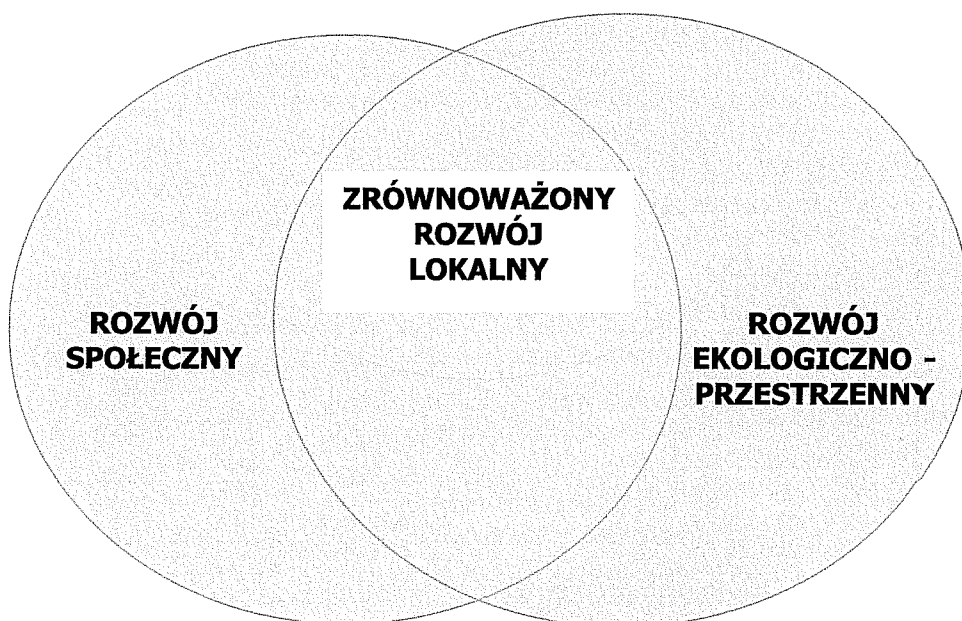 ZRÓWNOWAŻONY
ROZWÓJ
LOKALNY
ROZWÓJ
SPOŁECZNY
ROZWÓJ
EKOLOGICZNO -
PRZESTRZENNY